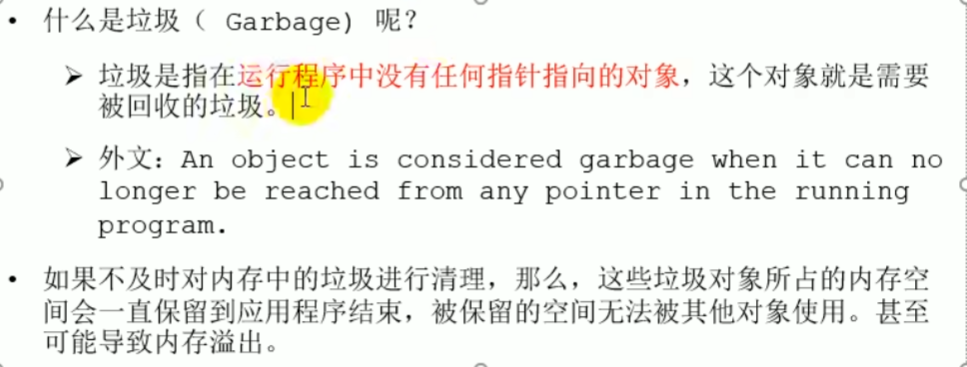 • 什么是垃圾（ Garbage) 呢?
➢ 垃圾是指在运行程序中没有任何指针指向的对象，这个对象就是需要
被回收的垃圾。
➢ 外文: An object is considered garbage when it can no
longer be reached from any pointer in the running
program.
• 如果不及时对内存中的垃圾进行清理，那么，这些垃圾对象所占的内存空
间会一直保留到应用程序结束，被保留的空间无法被其他对象使用。甚至
可能导致内存溢出。